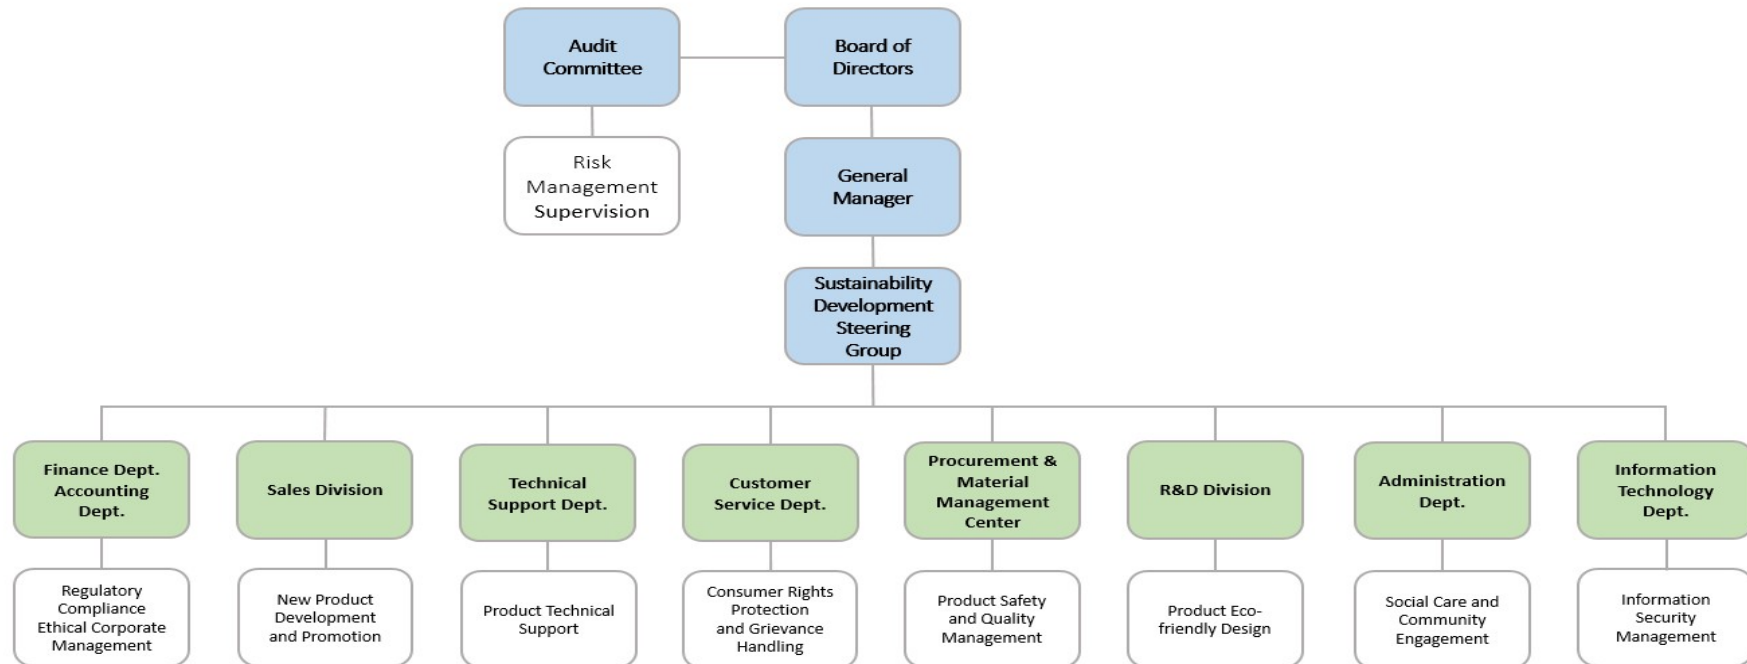 Audit
Committee
Board of
Directors
Risk
Management
Supervision
General
Manager
Sustainability
Development
Steering
Group
Finance Dept.
Accounting
Dept.
Sales Division
Technical
Support Dept.
Customer
Service Dept.
Procurement &
Material
Management
Center
R&D Division
Administration
Dept.
Information
Technology
Dept.
Regulatory
Compliance
Ethical Corporate
Management
New Product
Development
and Promotion
Product Technical
Support
Consumer Rights
Protection
and Grievance
Handling
Product Safety
and Quality
Management
Product Eco-
friendly Design
Social Care and
Community
Engagement
Information
Security
Management